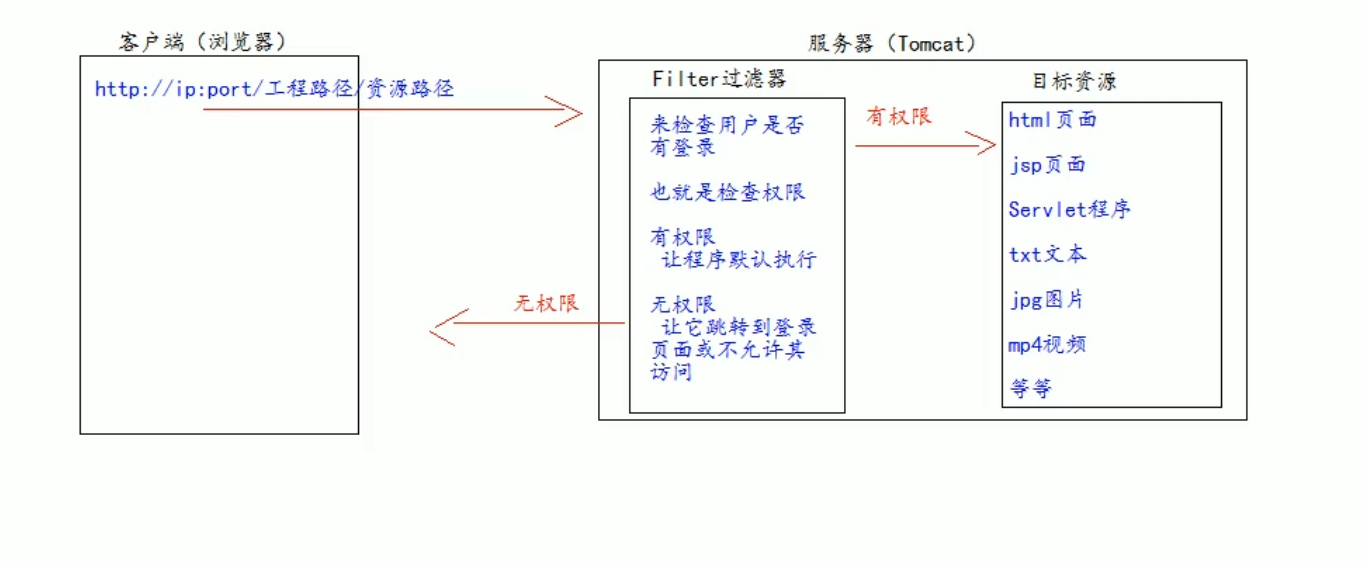 客户端（浏览器）
http://ip:port/工程路径/资源路径
服务器（Tomcat）
Filter过滤器
来检查用户是否
有登录
也就是检查权限
有权限
让程序默认执行
无权限
让它跳转到登录
页面或不允许其
访问
有权限
无权限
目标资源
html页面
jsp页面
Servlet程序
txt文本
jpg图片
mp4视频
等等